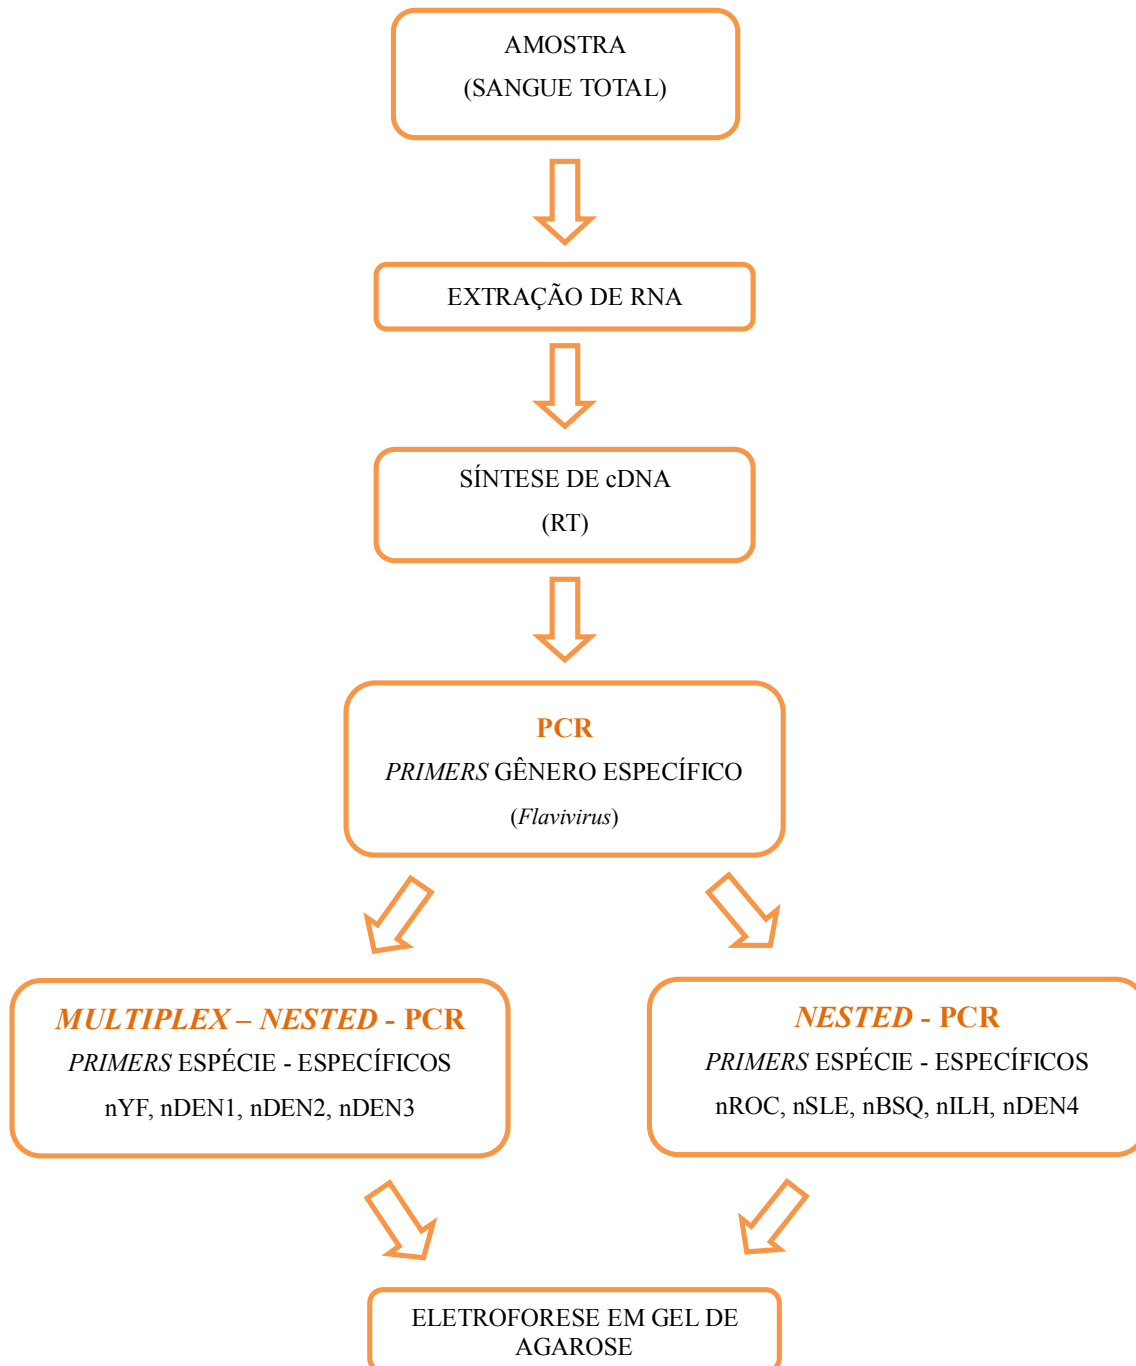 AMOSTRA
(SANGUE TOTAL)
EXTRAÇÃO DE RNA
SÍNTESE DE cDNA
(RT)
PCR
PRIMERS GÊNERO ESPECÍFICO
(Flavivirus)
MULTIPLEX – NESTED - PCR
PRIMERS ESPÉCIE - ESPECÍFICOS
nYF, nDEN1, nDEN2, nDEN3
NESTED - PCR
PRIMERS ESPÉCIE - ESPECÍFICOS
nROC, nSLE, nBSQ, nILH, nDEN4
ELETROFORESE EM GEL DE
AGAROSE